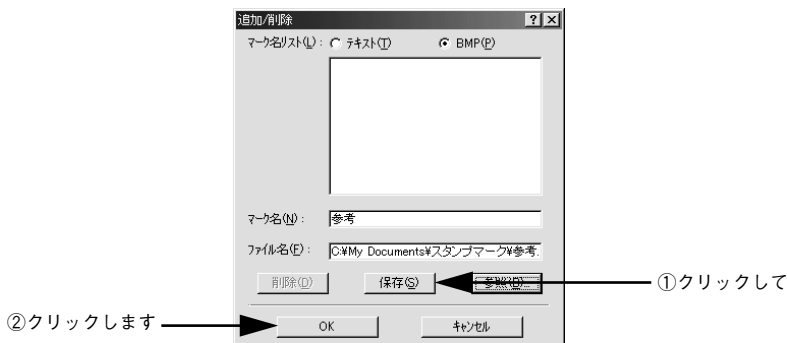 追加/削除
マーク名リスト(L): テキスト(T) BMP(P)
マーク名(N): 参考
ファイル名(F): C:¥My Documents¥スタンプマーク¥参考.
削除(D) 保存(S) 参照(B)... ①クリックして
②クリックします OK キャンセル